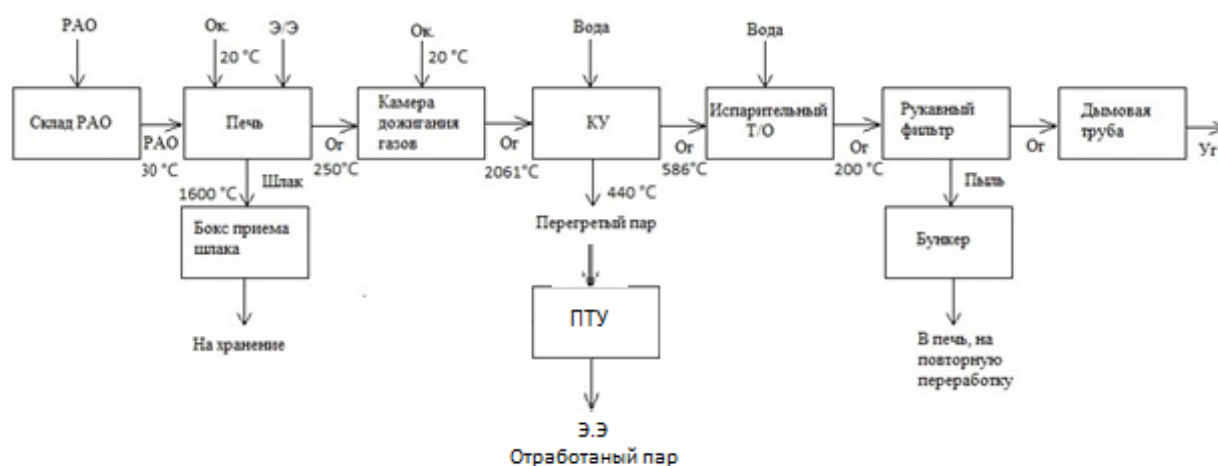 РАО
Ок.
Э/Э
20 °С
Ок.
20 °С
Вода
Вода
Склад РАО
РАО
30 °С
Печь
Ог
250°С
Камера
дожигания
газов
Ог
2061°С
КУ
Ог
586°С
Испарительный
Т/О
Ог
200 °С
Рукавный
фильтр
Ог
Дымовая
труба
Уг
1600 °С
Шлак
440 °С
Пыль
Бокс приема
шлака
Перегретый пар
Бункер
ПТУ
На хранение
В печь, на
повторную
переработку
Э.Э
Отработаный пар